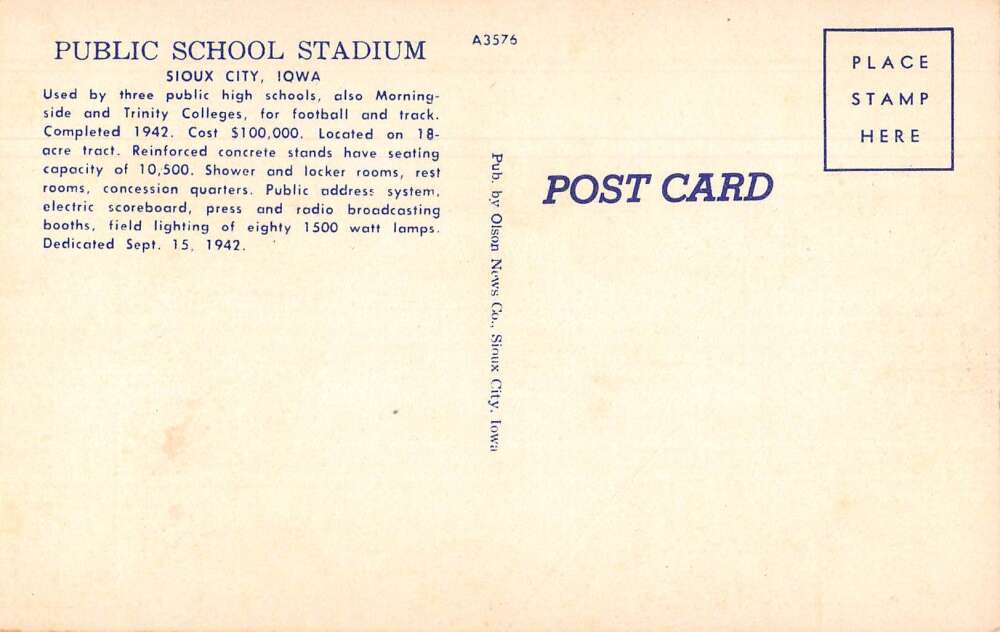 PUBLIC SCHOOL STADIUM
SIOUX CITY, IOWA
Used by three public high schools, also Morning-
side and Trinity Colleges, for football and track.
Completed 1942. Cost $100,000. Located on 18-
acre tract. Reinforced concrete stands have seating
capacity of 10,500. Shower and locker rooms, rest
rooms, concession quarters. Public address system,
electric scoreboard, press and radio broadcasting
booths, field lighting of eighty 1500 watt lamps.
Dedicated Sept. 15, 1942.
A3576
Pub. by Olson News Co., Sioux City, Iowa
POST CARD
PLACE
STAMP
HERE